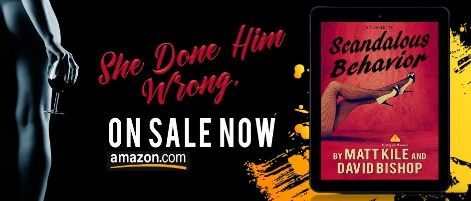 She Done Him
Wrong,
ON SALE NOW
amazon.com
Scandalous
Behavior
BY MATT KILE AND
DAVID BISHOP